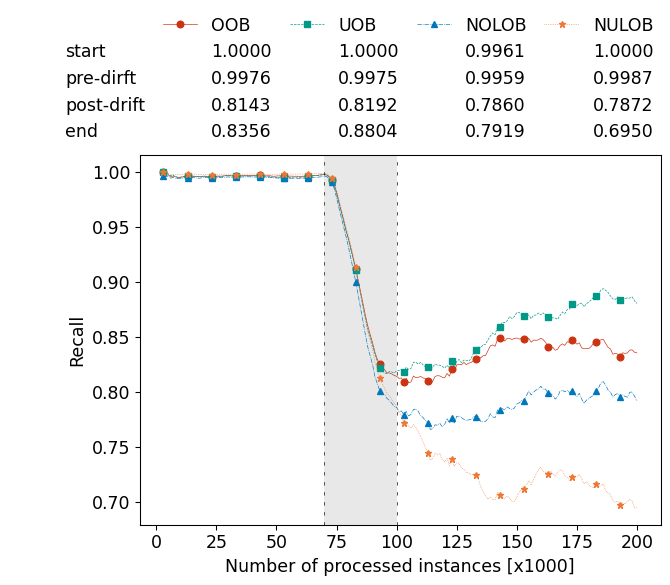 OOB UOB NOLOB NULOB
start 1.0000 1.0000 0.9961 1.0000
pre-dirft 0.9976 0.9975 0.9959 0.9987
post-drift 0.8143 0.8192 0.7860 0.7872
end 0.8356 0.8804 0.7919 0.6950
1.00
0.95
0.90
0.85
0.80
0.75
0.70
Recall
0 25 50 75 100 125 150 175 200
Number of processed instances [x1000]